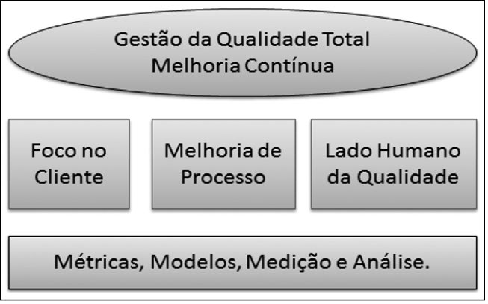 Gestão da Qualidade Total
Melhoria Contínua
Foco no
Cliente
Melhoria de
Processo
Lado Humano
da Qualidade
Métricas, Modelos, Medição e Análise.